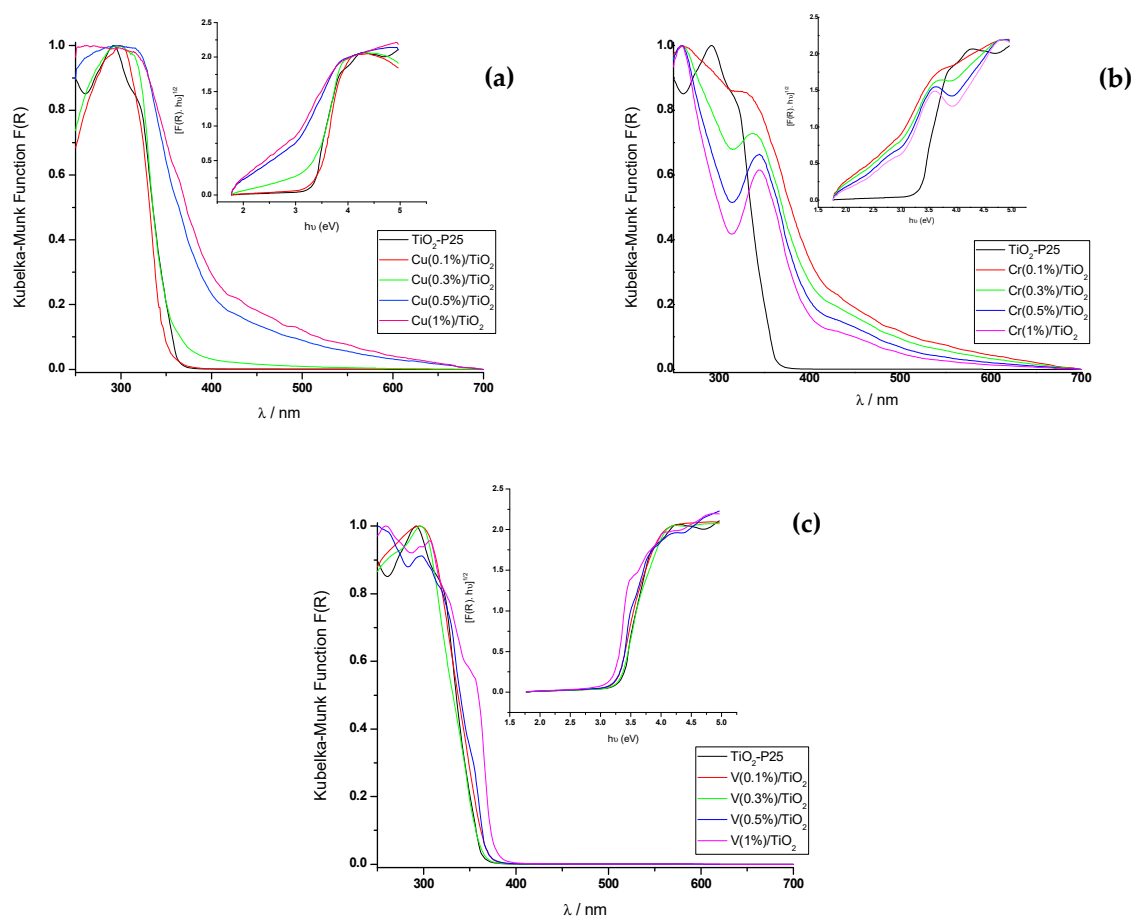 (a)
Kubelka-Munk Function F(R)
1.0
0.8
0.6
0.4
0.2
0.0
300
400
500
600
700
λ / nm
[F(R). hυ]1/2
2.5
2.0
1.5
1.0
0.5
0.0
2
3
4
5
hυ (eV)
TiO2-P25
Cu(0.1%)/TiO2
Cu(0.3%)/TiO2
Cu(0.5%)/TiO2
Cu(1%)/TiO2
(b)
Kubelka-Munk Function F(R)
1.0
0.8
0.6
0.4
0.2
0.0
300
400
500
600
700
λ / nm
[F(R). hυ]1/2
2.5
2.0
1.5
1.0
0.5
0.0
1.5
2.0
2.5
3.0
3.5
4.0
4.5
5.0
hυ (eV)
TiO2-P25
Cr(0.1%)/TiO2
Cr(0.3%)/TiO2
Cr(0.5%)/TiO2
Cr(1%)/TiO2
(c)
Kubelka-Munk Function F(R)
1.0
0.8
0.6
0.4
0.2
0.0
300
400
500
600
700
λ / nm
[F(R). hυ]1/2
2.5
2.0
1.5
1.0
0.5
0.0
1.5
2.0
2.5
3.0
3.5
4.0
4.5
5.0
hυ (eV)
TiO2-P25
V(0.1%)/TiO2
V(0.3%)/TiO2
V(0.5%)/TiO2
V(1%)/TiO2